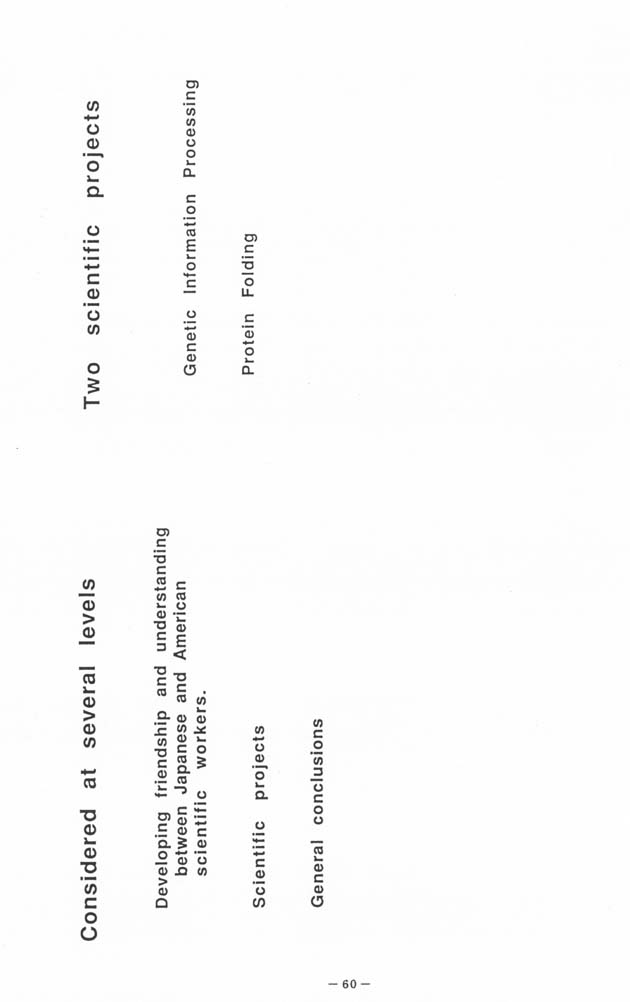 Considered at several levels
Developing friendship and understanding
between Japanese and American
scientific workers.
Scientific projects
General conclusions
Two scientific projects
Genetic Information Processing
Protein Folding
— 60 —